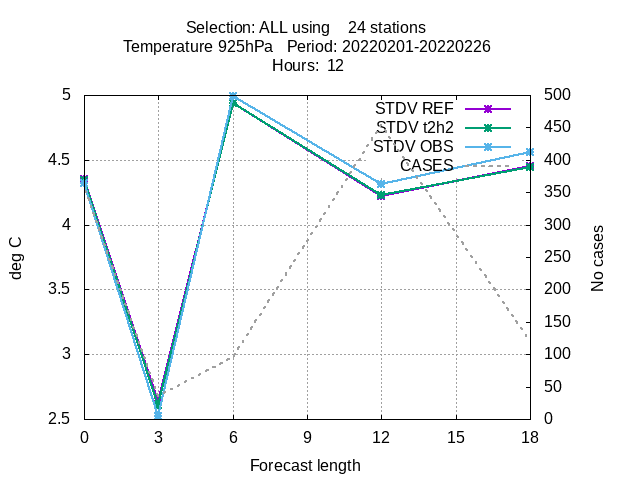 Selection: ALL using    24 stations
Temperature 925hPa   Period: 20220201-20220226
Hours:  12
STDV REF
STDV t2h2
STDV OBS
CASES
5
4.5
4
3.5
3
2.5
500
450
400
350
300
250
200
150
100
50
0
deg C
No cases
0 3 6 9 12 15 18
Forecast length